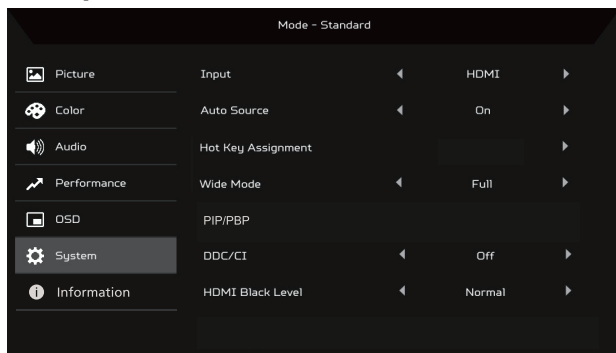 Mode - Standard
Picture
Input HDMI
Color
Auto Source On
Audio
Hot Key Assignment
Performance
Wide Mode Full
OSD
PIP/PBP
System
DDC/CI Off
Information
HDMI Black Level Normal